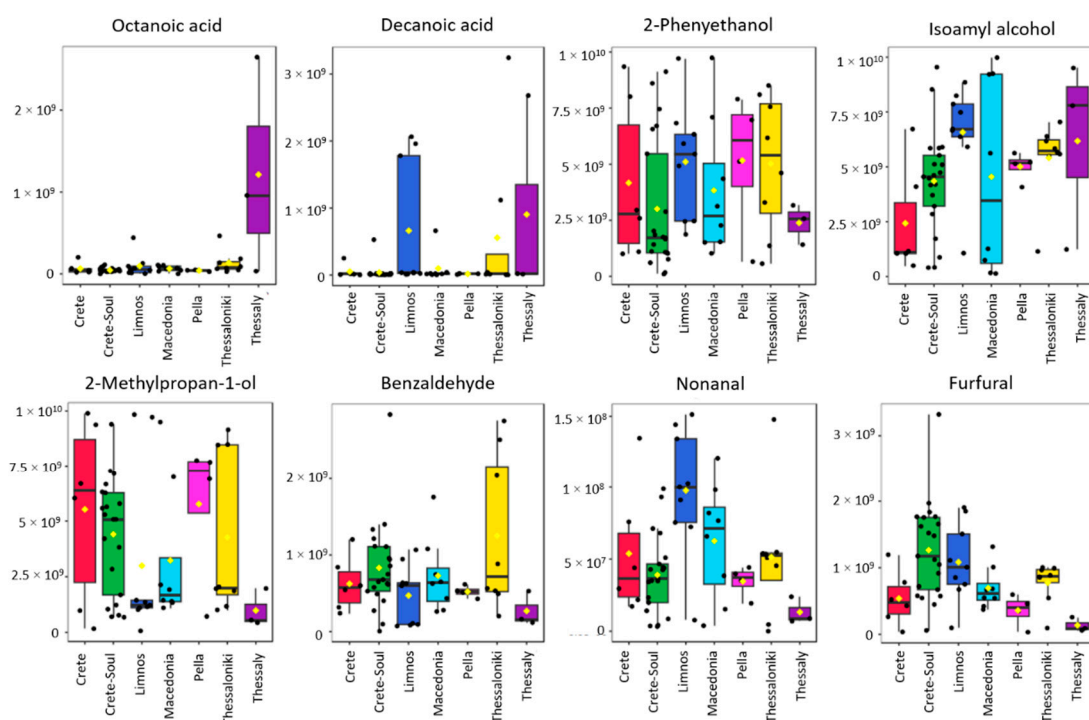 Octanoic acid
Decanoic acid
2-Phenyethanol
Isoamyl alcohol
2 × 10⁹
1 × 10⁹
0
3 × 10⁹
2 × 10⁹
1 × 10⁹
0
1 × 10¹⁰
7.5 × 10⁹
5 × 10⁹
2.5 × 10⁹
0
1 × 10¹⁰
7.5 × 10⁹
5 × 10⁹
2.5 × 10⁹
0
Crete
Crete-Soul
Limnos
Macedonia
Pella
Thessaloniki
Thessaly
Crete
Crete-Soul
Limnos
Macedonia
Pella
Thessaloniki
Thessaly
Crete
Crete-Soul
Limnos
Macedonia
Pella
Thessaloniki
Thessaly
Crete
Crete-Soul
Limnos
Macedonia
Pella
Thessaloniki
Thessaly
2-Methylpropan-1-ol
Benzaldehyde
Nonanal
Furfural
1 × 10¹⁰
7.5 × 10⁹
5 × 10⁹
2.5 × 10⁹
0
2 × 10⁹
1 × 10⁹
0
1.5 × 10⁸
1 × 10⁸
5 × 10⁷
0
3 × 10⁹
2 × 10⁹
1 × 10⁹
0
Crete
Crete-Soul
Limnos
Macedonia
Pella
Thessaloniki
Thessaly
Crete
Crete-Soul
Limnos
Macedonia
Pella
Thessaloniki
Thessaly
Crete
Crete-Soul
Limnos
Macedonia
Pella
Thessaloniki
Thessaly
Crete
Crete-Soul
Limnos
Macedonia
Pella
Thessaloniki
Thessaly